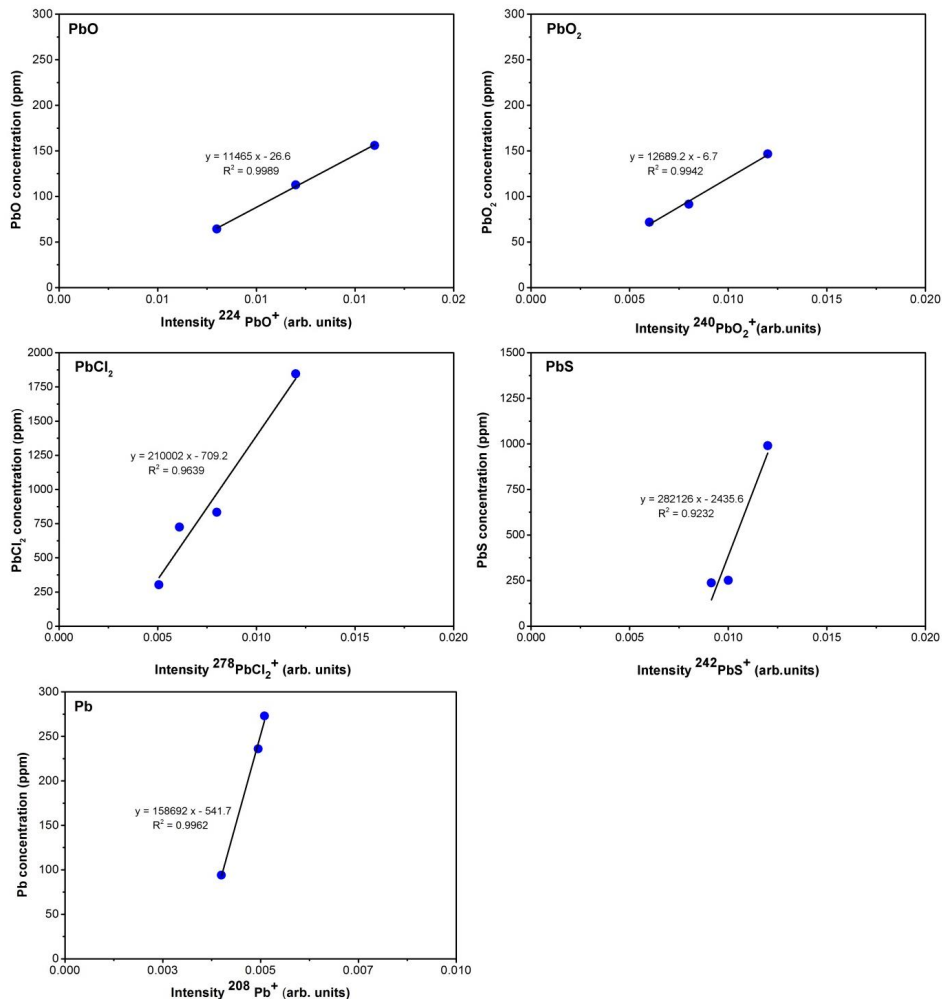 PbO
PbO concentration (ppm)
300
250
200
150
100
50
0
y = 11465 x - 26.6
R² = 0.9989
0.00 0.01 0.01 0.01 0.02
Intensity ²²⁴ PbO⁺ (arb. units)
PbO₂
PbO₂ concentration (ppm)
300
250
200
150
100
50
0
y = 12689.2 x - 6.7
R² = 0.9942
0.000 0.005 0.010 0.015 0.020
Intensity ²⁴⁰PbO₂⁺(arb.units)
PbCl₂
PbCl₂ concentration (ppm)
2000
1750
1500
1250
1000
750
500
250
0
y = 210002 x - 709.2
R² = 0.9639
0.000 0.005 0.010 0.015 0.020
Intensity ²⁷⁸PbCl₂⁺ (arb. units)
PbS
PbS concentration (ppm)
1500
1250
1000
750
500
250
0
y = 282126 x - 2435.6
R² = 0.9232
0.000 0.005 0.010 0.015 0.020
Intensity ²⁴²PbS⁺ (arb.units)
Pb
Pb concentration (ppm)
300
250
200
150
100
50
0
y = 158692 x - 541.7
R² = 0.9962
0.000 0.003 0.005 0.007 0.010
Intensity ²⁰⁸ Pb⁺ (arb. units)